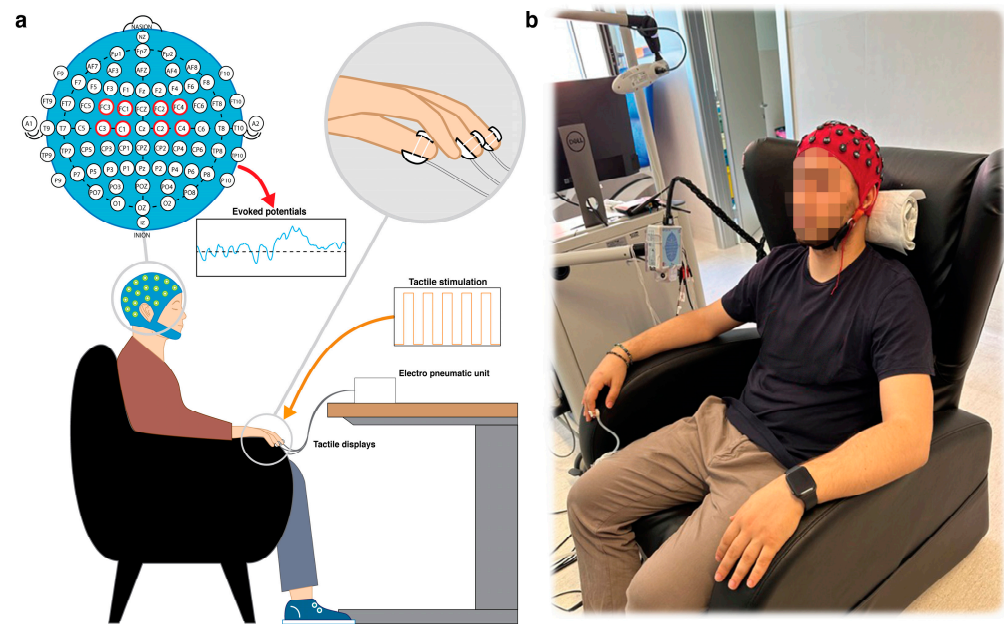 a
b
NASION
NZ
Fp1 Fpz Fp2
AF7 AF3 AFZ AF4 AF8
F9 F7 F5 F3 F1 Fz F2 F4 F6 F8 F10
FT9 FT7 FC5 FC3 FC1 FCZ FC2 FC4 FC6 FT8 FT10
A1 T9 T7 C5 C3 C1 Cz C2 C4 C6 T8 T10 A2
TP9 TP7 CP5 CP3 CP1 CPZ CP2 CP4 CP6 TP8 TP10
P9 P7 P5 P3 P1 Pz P2 P4 P6 P8 P10
PO7 PO3 POZ PO4 PO8
O1 OZ O2
IZ
INION
Evoked potentials
Tactile stimulation
Electro pneumatic unit
Tactile displays
DELL